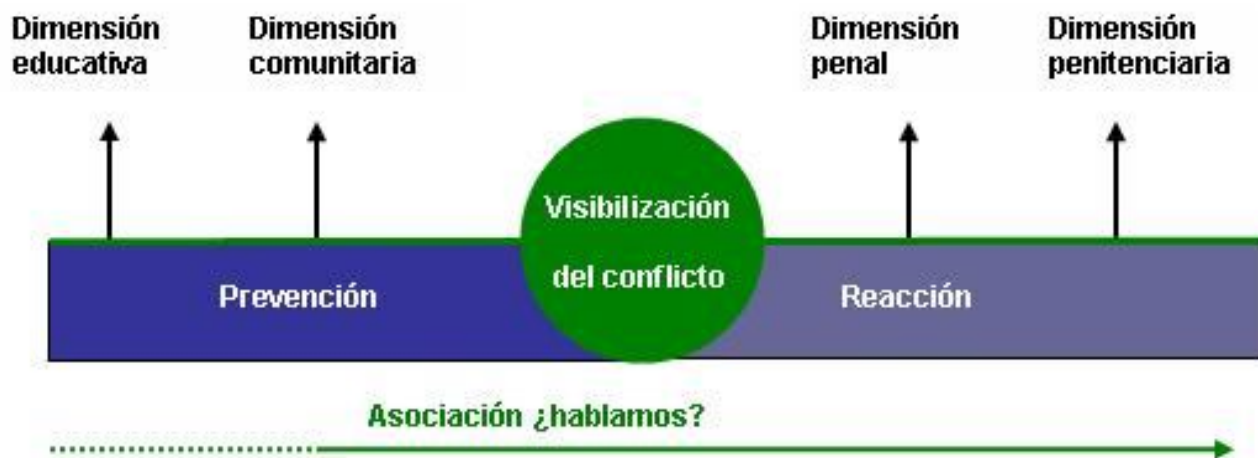 Dimensión
educativa
Dimensión
comunitaria
Dimensión
penal
Dimensión
penitenciaria
Visibilización
del conflicto
Prevención
Reacción
Asociación ¿hablamos?